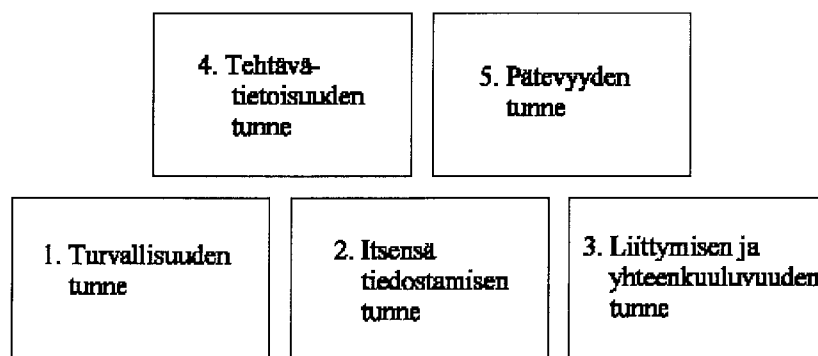 4. Tehtävä-
tietoisuuden
tunne
5. Pätevyyden
tunne
1. Turvallisuuden
tunne
2. Itsensä
tiedostamisen
tunne
3. Liittymisen ja
yhteenkuuluvuuden
tunne